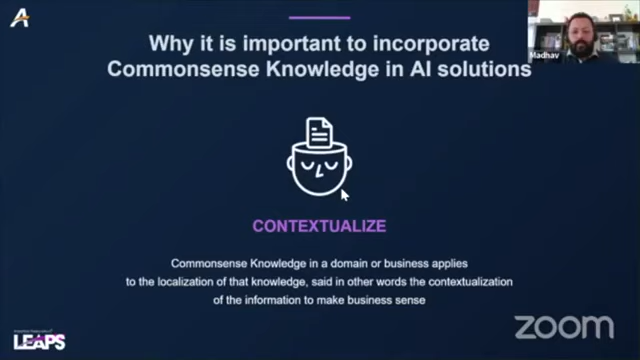 Why it is important to incorporate
Commonsense Knowledge in AI solutions
Madhav
CONTEXTUALIZE
Commonsense Knowledge in a domain or business applies
to the localization of that knowledge, said in other words the contextualization
of the information to make business sense
LEAPS
zoom